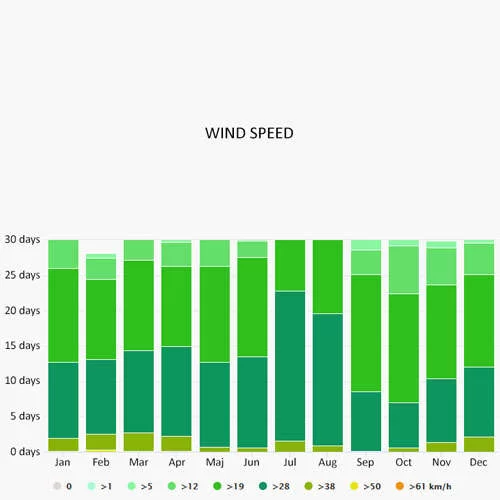 WIND SPEED
30 days
25 days
20 days
15 days
10 days
5 days
0 days
Jan Feb Mar Apr Maj Jun Jul Aug Sep Oct Nov Dec
0 >1 >5 >12 >19 >28 >38 >50 >61 km/h